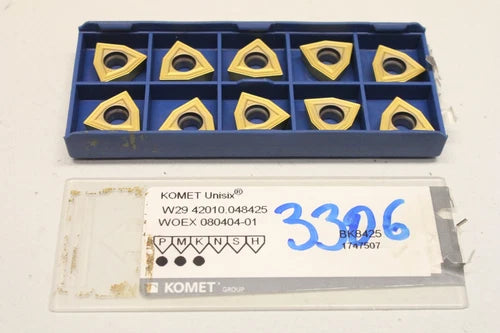 KOMET Unisix®
W29 42010.048425
WOEX 080404-01
3306
BK8425
1747507
P M K N S H
KOMET® GROUP